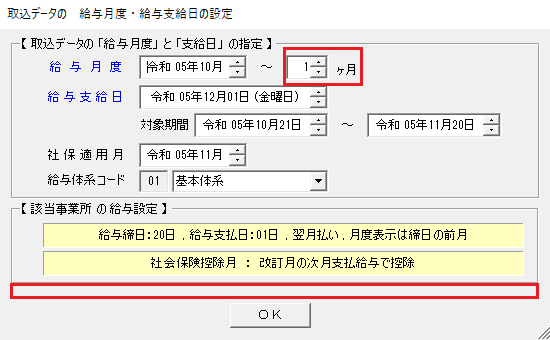 取込データの　給与月度・給与支給日の設定
【 取込データの「給与月度」と「支給日」の指定 】
給 与 月 度 令和 05年10月 ～ 1 ヶ月
給 与 支 給 日 令和 05年12月01日 (金曜日)
対象期間 令和 05年10月21日 ～ 令和 05年11月20日
社 保 適 用 月 令和 05年11月
給与体系コード 01 基本体系
【 該当事業所 の 給与設定 】
給与締日：20日 ．給与支払日：01日 ．翌月払い ．月度表示は締日の前月
社会保険控除月 ： 改訂月の次月支払給与で控除
ＯＫ